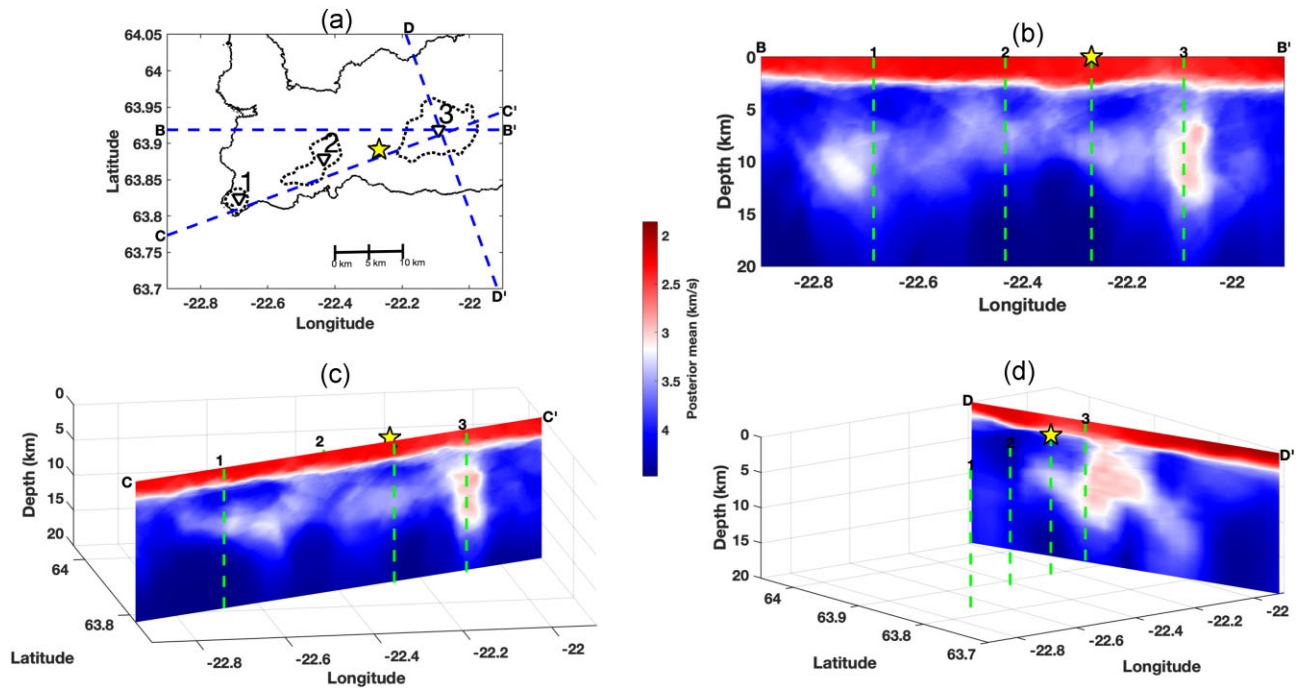 (a)
D
64.05
64
63.95
63.9
63.85
63.8
63.75
63.7
Latitude
B
B'
C
C'
D'
1
2
3
0 km 5 km 10 km
-22.8 -22.6 -22.4 -22.2 -22
Longitude
(b)
B 1 2 3 B'
0
5
10
15
20
Depth (km)
-22.8 -22.6 -22.4 -22.2 -22
Longitude
2
2.5
3
3.5
4
Posterior mean (km/s)
(c)
0
5
10
15
20
Depth (km)
C 1 2 3 C'
64
63.8
Latitude
-22.8 -22.6 -22.4 -22.2 -22
Longitude
(d)
D
1 2 3
D'
0
5
10
15
20
Depth (km)
64
63.9
63.8
63.7
Latitude
-22.8 -22.6 -22.4 -22.2 -22
Longitude